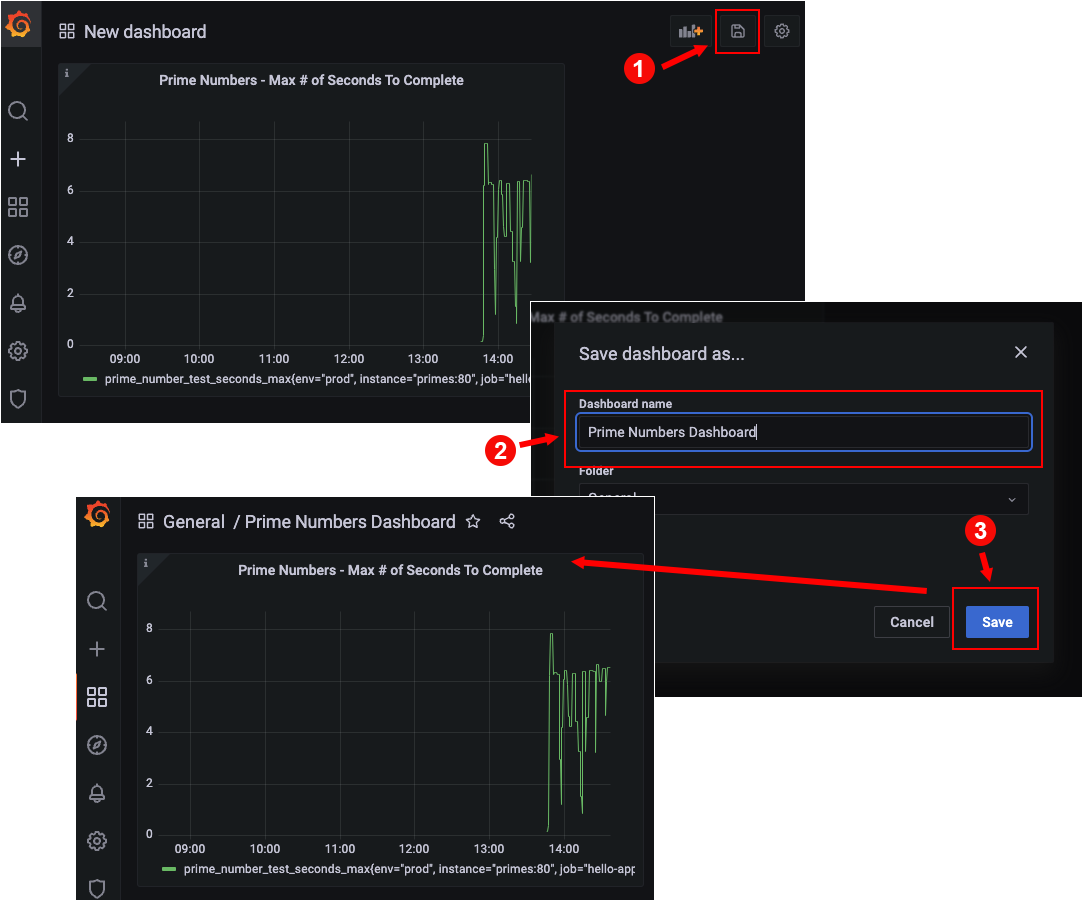 New dashboard
1
i
Prime Numbers - Max # of Seconds To Complete
8
6
4
2
0
09:00 10:00 11:00 12:00 13:00 14:00
prime_number_test_seconds_max{env="prod", instance="primes:80", job="hello
Max # of Seconds To Complete
Save dashboard as...
Dashboard name
Prime Numbers Dashboard
2
Folder
General
3
Cancel
Save
General / Prime Numbers Dashboard
i
Prime Numbers - Max # of Seconds To Complete
8
6
4
2
0
09:00 10:00 11:00 12:00 13:00 14:00
prime_number_test_seconds_max{env="prod", instance="primes:80", job="hello-app